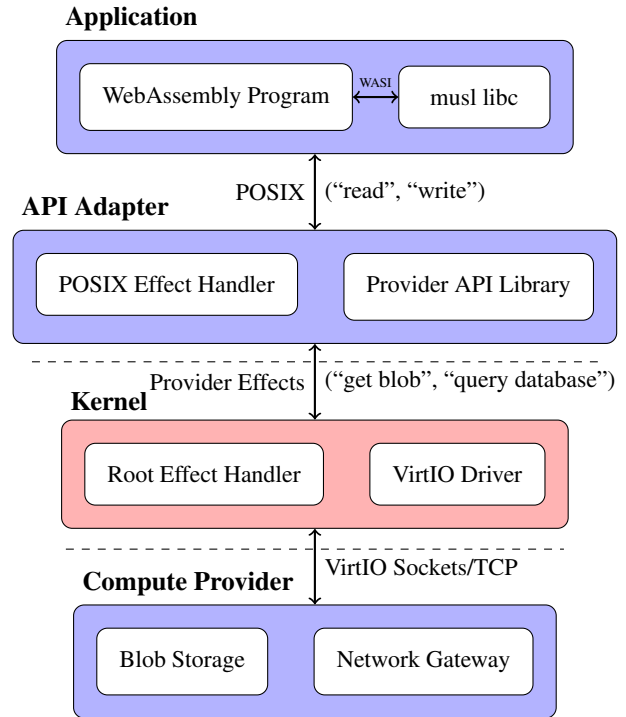 Application
WebAssembly Program
WASI
musl libc
POSIX
(“read”, “write”)
API Adapter
POSIX Effect Handler
Provider API Library
Provider Effects
(“get blob”, “query database”)
Kernel
Root Effect Handler
VirtIO Driver
VirtIO Sockets/TCP
Compute Provider
Blob Storage
Network Gateway